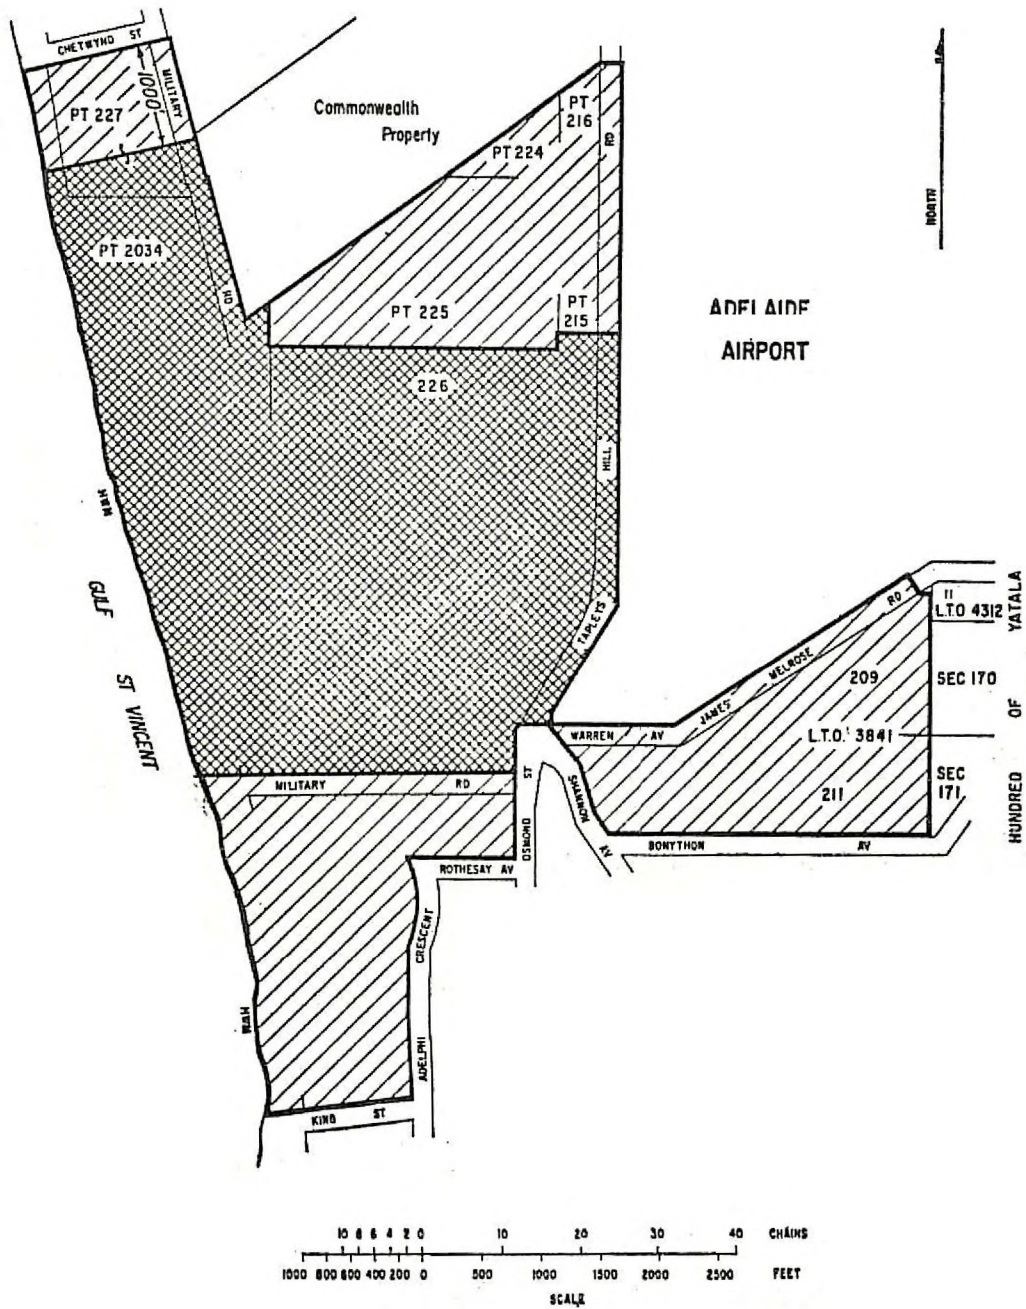 CHETWYND ST
MILITARY
1000'
PT 227
Commonwealth
Property
PT
216
PT 224
RD
NORTH
PT 2034
RD
PT 225
PT
215
ADELAIDE
AIRPORT
226
HILL
HWM
GULF ST VINCENT
TAPLEYS
11
L.T.O 4312
HUNDRED OF YATALA
JAMES MELROSE RD
209
SEC 170
WARREN AV
L.T.O. 3841
MILITARY RD
OSMOND ST
SHANNON AV
211
SEC
171
BONYTHON AV
ROTHESAY AV
ADELPHI CRESCENT
HWM
KING ST
10 8 6 4 2 0 10 20 30 40 CHAINS
1000 800 600 400 200 0 500 1000 1500 2000 2500 FEET
SCALE